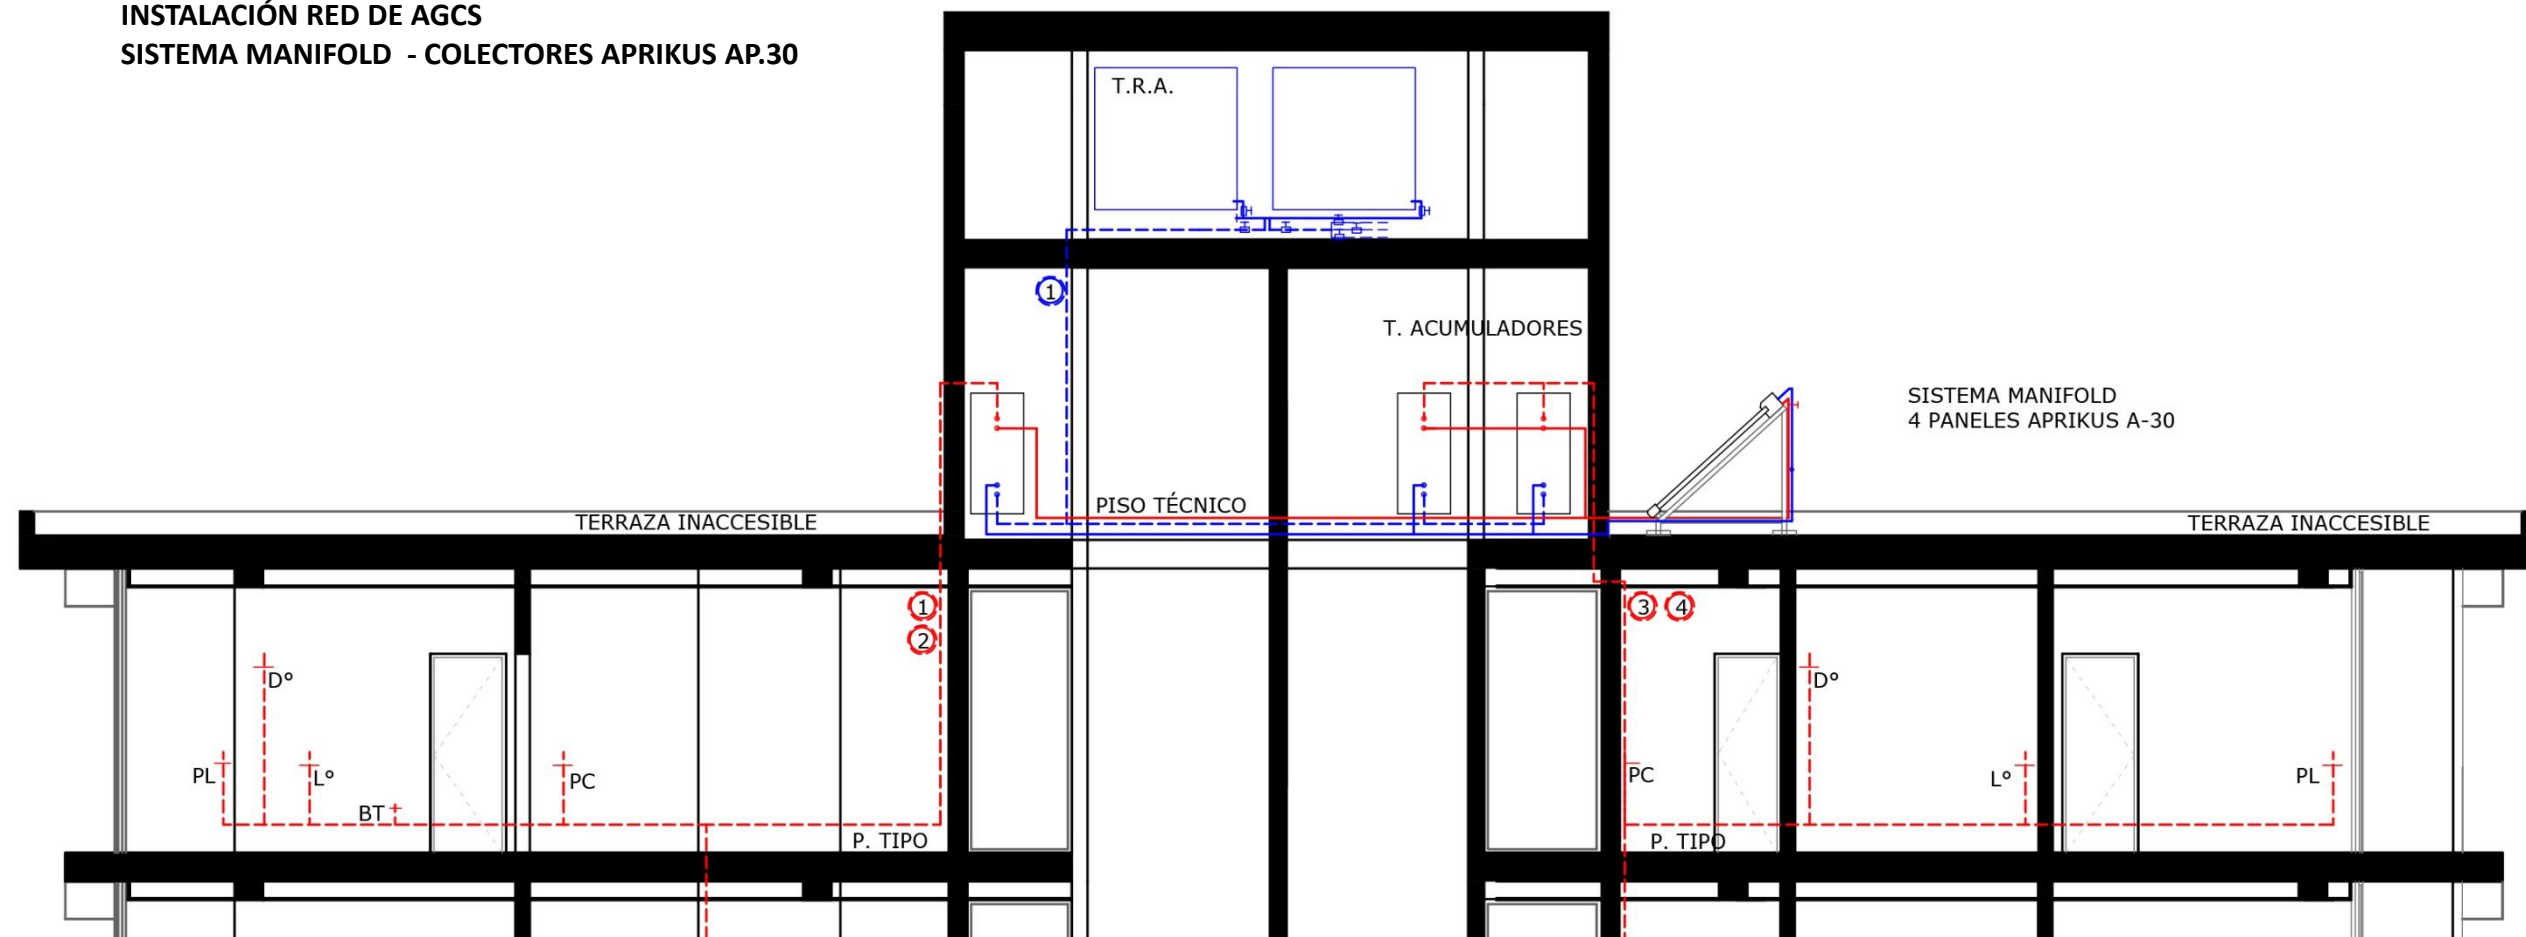 INSTALACIÓN RED DE AGCS
SISTEMA MANIFOLD - COLECTORES APRIKUS AP.30
T.R.A.
1
T. ACUMULADORES
SISTEMA MANIFOLD
4 PANELES APRIKUS A-30
PISO TÉCNICO
TERRAZA INACCESIBLE
TERRAZA INACCESIBLE
1
2
3 4
D°
D°
PL
L°
BT
PC
PC
L°
PL
P. TIPO
P. TIPO